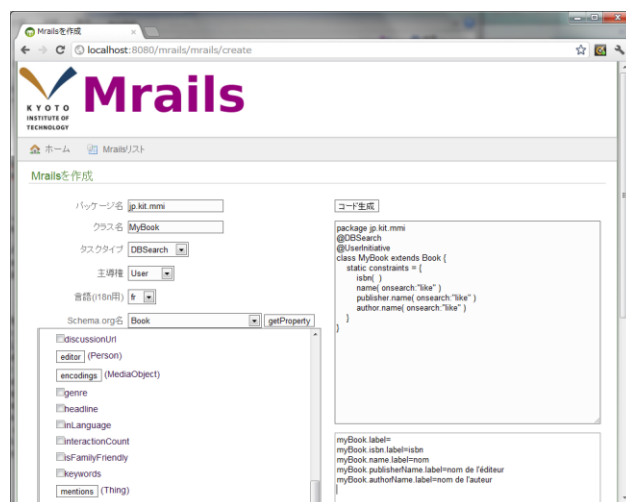 Mrailsを作成
localhost:8080/mrails/mrails/create
KYOTO
INSTITUTE OF
TECHNOLOGY
Mrails
ホーム
Mrailsリスト
Mrailsを作成
パッケージ名 jp.kit.mmi
クラス名 MyBook
タスクタイプ DBSearch
主導権 User
言語(i18n用) fr
Schema.org名 Book getProperty
discussionUrl
editor (Person)
encodings (MediaObject)
genre
headline
inLanguage
interactionCount
isFamilyFriendly
keywords
mentions (Thing)
コード生成
package jp.kit.mmi
@DBSearch
@UserInitiative
class MyBook extends Book {
static constraints = {
isbn( )
name( onsearch:"like" )
publisher.name( onsearch:"like" )
author.name( onsearch:"like" )
}
}
myBook.label=
myBook.isbn.label=isbn
myBook.name.label=nom
myBook.publisherName.label=nom de l'éditeur
myBook.authorName.label=nom de l'auteur